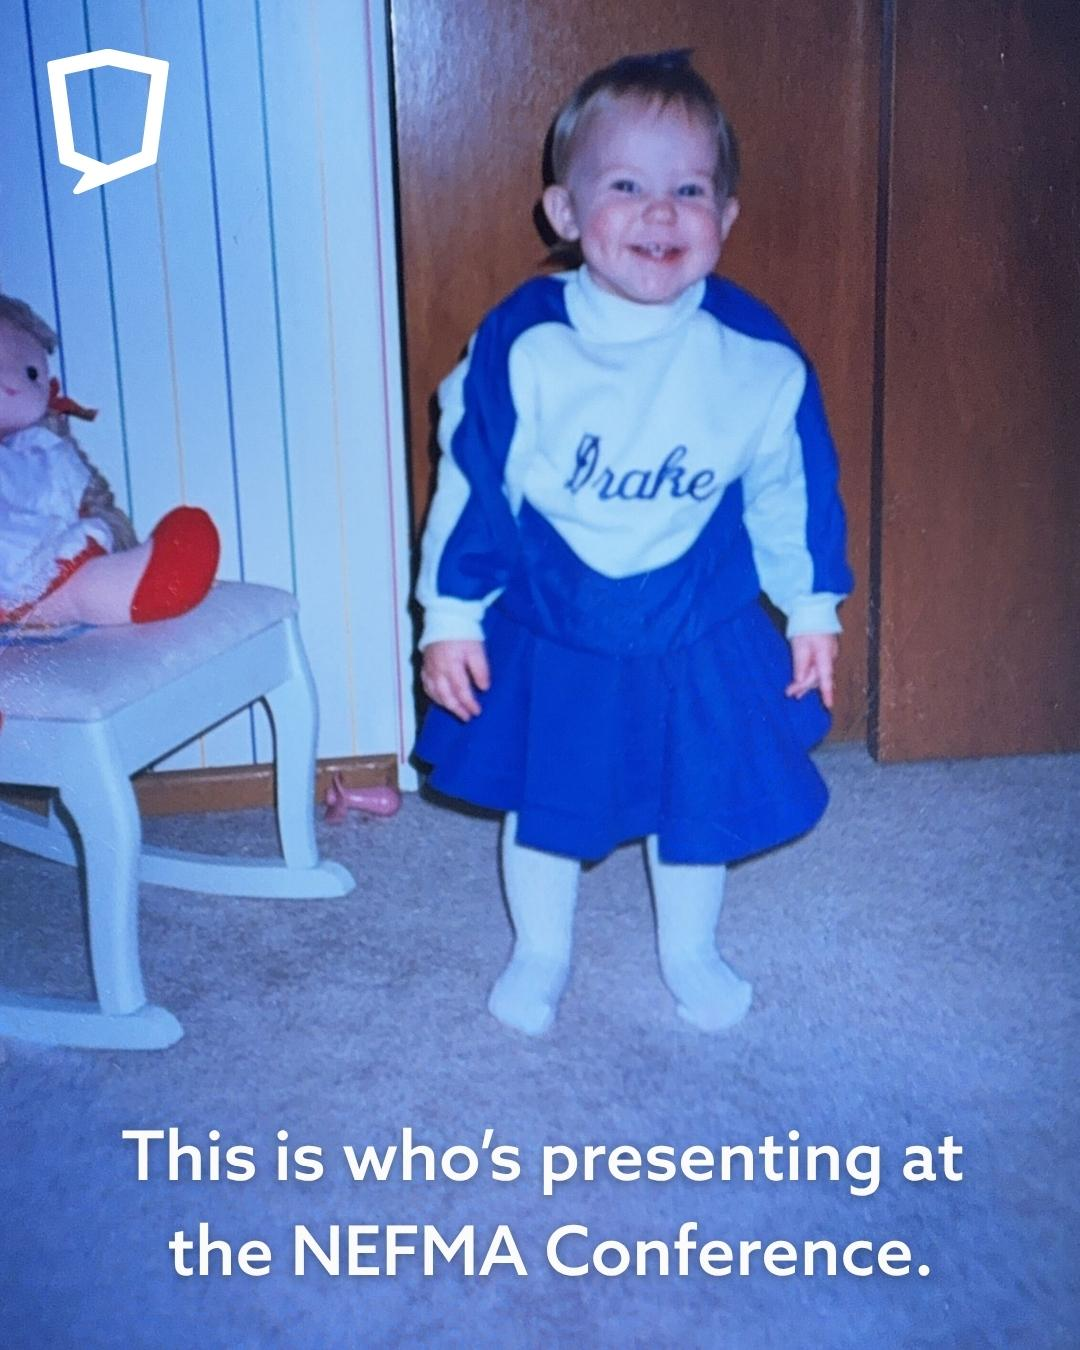 Drake
This is who's presenting at
the NEFMA Conference.